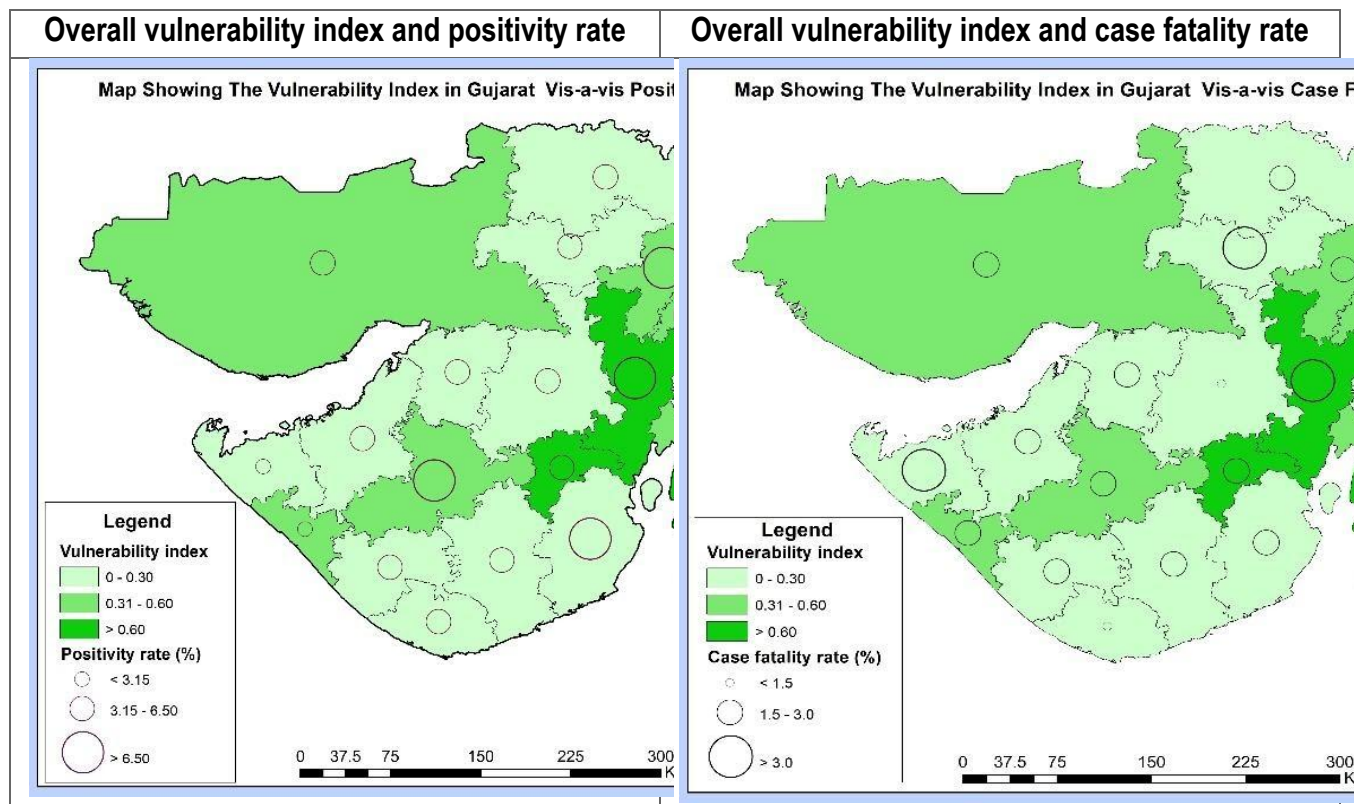 Overall vulnerability index and positivity rate
Overall vulnerability index and case fatality rate
Map Showing The Vulnerability Index in Gujarat Vis-a-vis Posit
Legend
Vulnerability index
0 - 0.30
0.31 - 0.60
> 0.60
Positivity rate (%)
< 3.15
3.15 - 6.50
> 6.50
0 37.5 75 150 225 300
K
Map Showing The Vulnerability Index in Gujarat Vis-a-vis Case F
Legend
Vulnerability index
0 - 0.30
0.31 - 0.60
> 0.60
Case fatality rate (%)
< 1.5
1.5 - 3.0
> 3.0
0 37.5 75 150 225 300
K